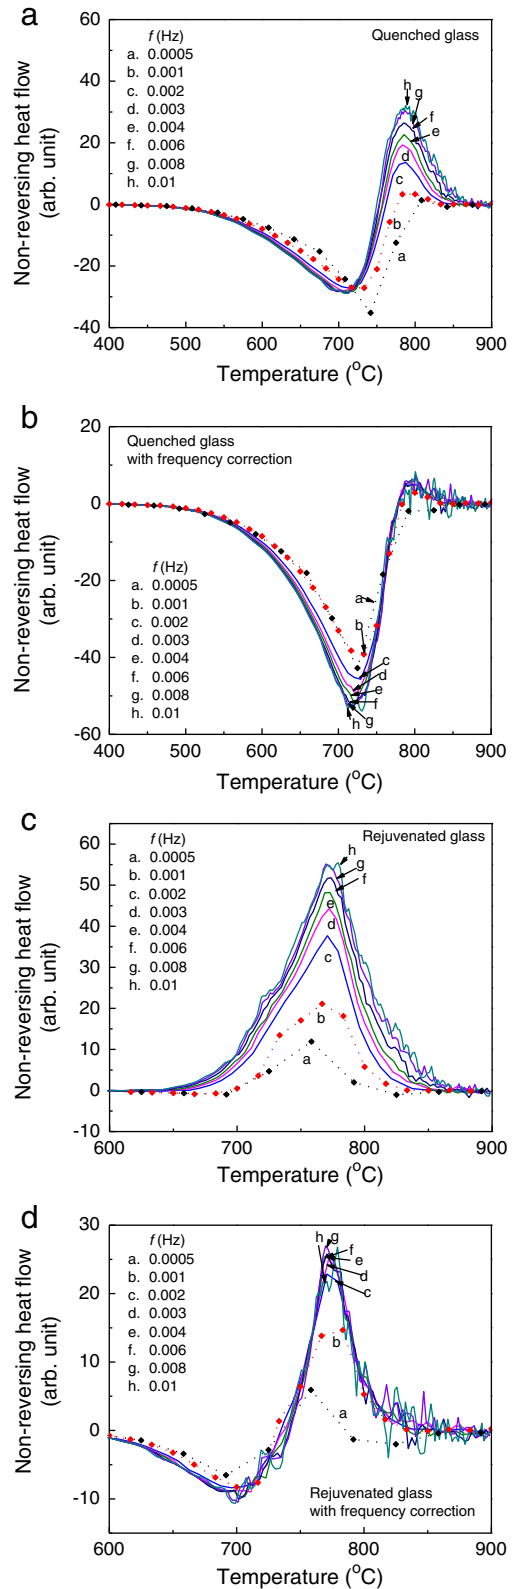 a
60
40
20
0
-20
-40
f (Hz)
a. 0.0005
b. 0.001
c. 0.002
d. 0.003
e. 0.004
f. 0.006
g. 0.008
h. 0.01
Quenched glass
h
g
f
e
d
c
b
a
Non-reversing heat flow
(arb. unit)
400 500 600 700 800 900
Temperature (°C)
b
20
0
-20
-40
-60
Quenched glass
with frequency correction
f (Hz)
a. 0.0005
b. 0.001
c. 0.002
d. 0.003
e. 0.004
f. 0.006
g. 0.008
h. 0.01
a
b
c
d
e
f
g
h
Non-reversing heat flow
(arb. unit)
400 500 600 700 800 900
Temperature (°C)
c
60
50
40
30
20
10
0
-10
f (Hz)
a. 0.0005
b. 0.001
c. 0.002
d. 0.003
e. 0.004
f. 0.006
g. 0.008
h. 0.01
Rejuvenated glass
h
g
f
e
d
c
b
a
Non-reversing heat flow
(arb. unit)
600 700 800 900
Temperature (°C)
d
30
20
10
0
-10
f (Hz)
a. 0.0005
b. 0.001
c. 0.002
d. 0.003
e. 0.004
f. 0.006
g. 0.008
h. 0.01
h g
f
e
d
c
b
a
Rejuvenated glass
with frequency correction
Non-reversing heat flow
(arb. unit)
600 700 800 900
Temperature (°C)